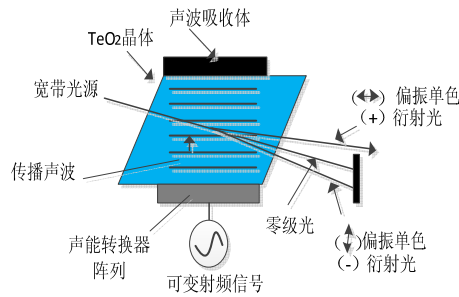 声波吸收体
TeO₂晶体
宽带光源
(↔) 偏振单色
(+) 衍射光
传播声波
零级光
声能转换器
阵列
(↕) 偏振单色
(-) 衍射光
可变射频信号